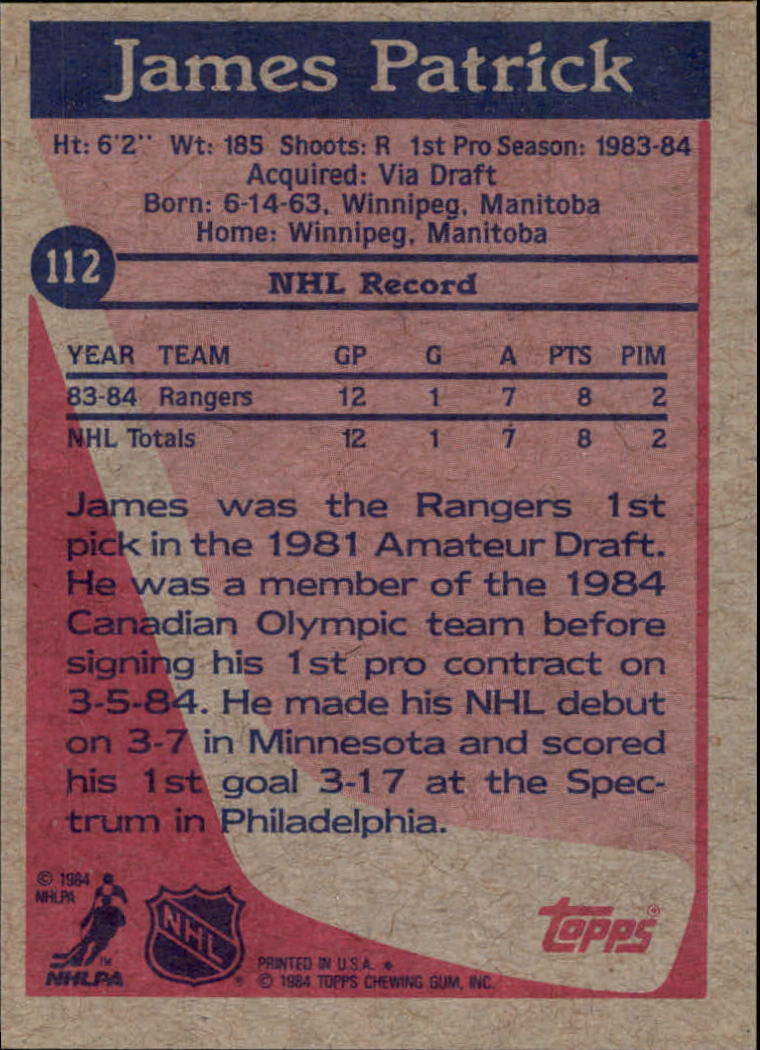 James Patrick
Ht: 6'2'' Wt: 185 Shoots: R 1st Pro Season: 1983-84
Acquired: Via Draft
Born: 6-14-63, Winnipeg, Manitoba
Home: Winnipeg, Manitoba
112
NHL Record
YEAR TEAM GP G A PTS PIM
83-84 Rangers 12 1 7 8 2
NHL Totals 12 1 7 8 2
James was the Rangers 1st
pick in the 1981 Amateur Draft.
He was a member of the 1984
Canadian Olympic team before
signing his 1st pro contract on
3-5-84. He made his NHL debut
on 3-7 in Minnesota and scored
his 1st goal 3-17 at the Spec-
trum in Philadelphia.
© 1984
NHLPA
™
NHLPA
NHL
®
topps®
PRINTED IN U.S.A. *
© 1984 TOPPS CHEWING GUM, INC.